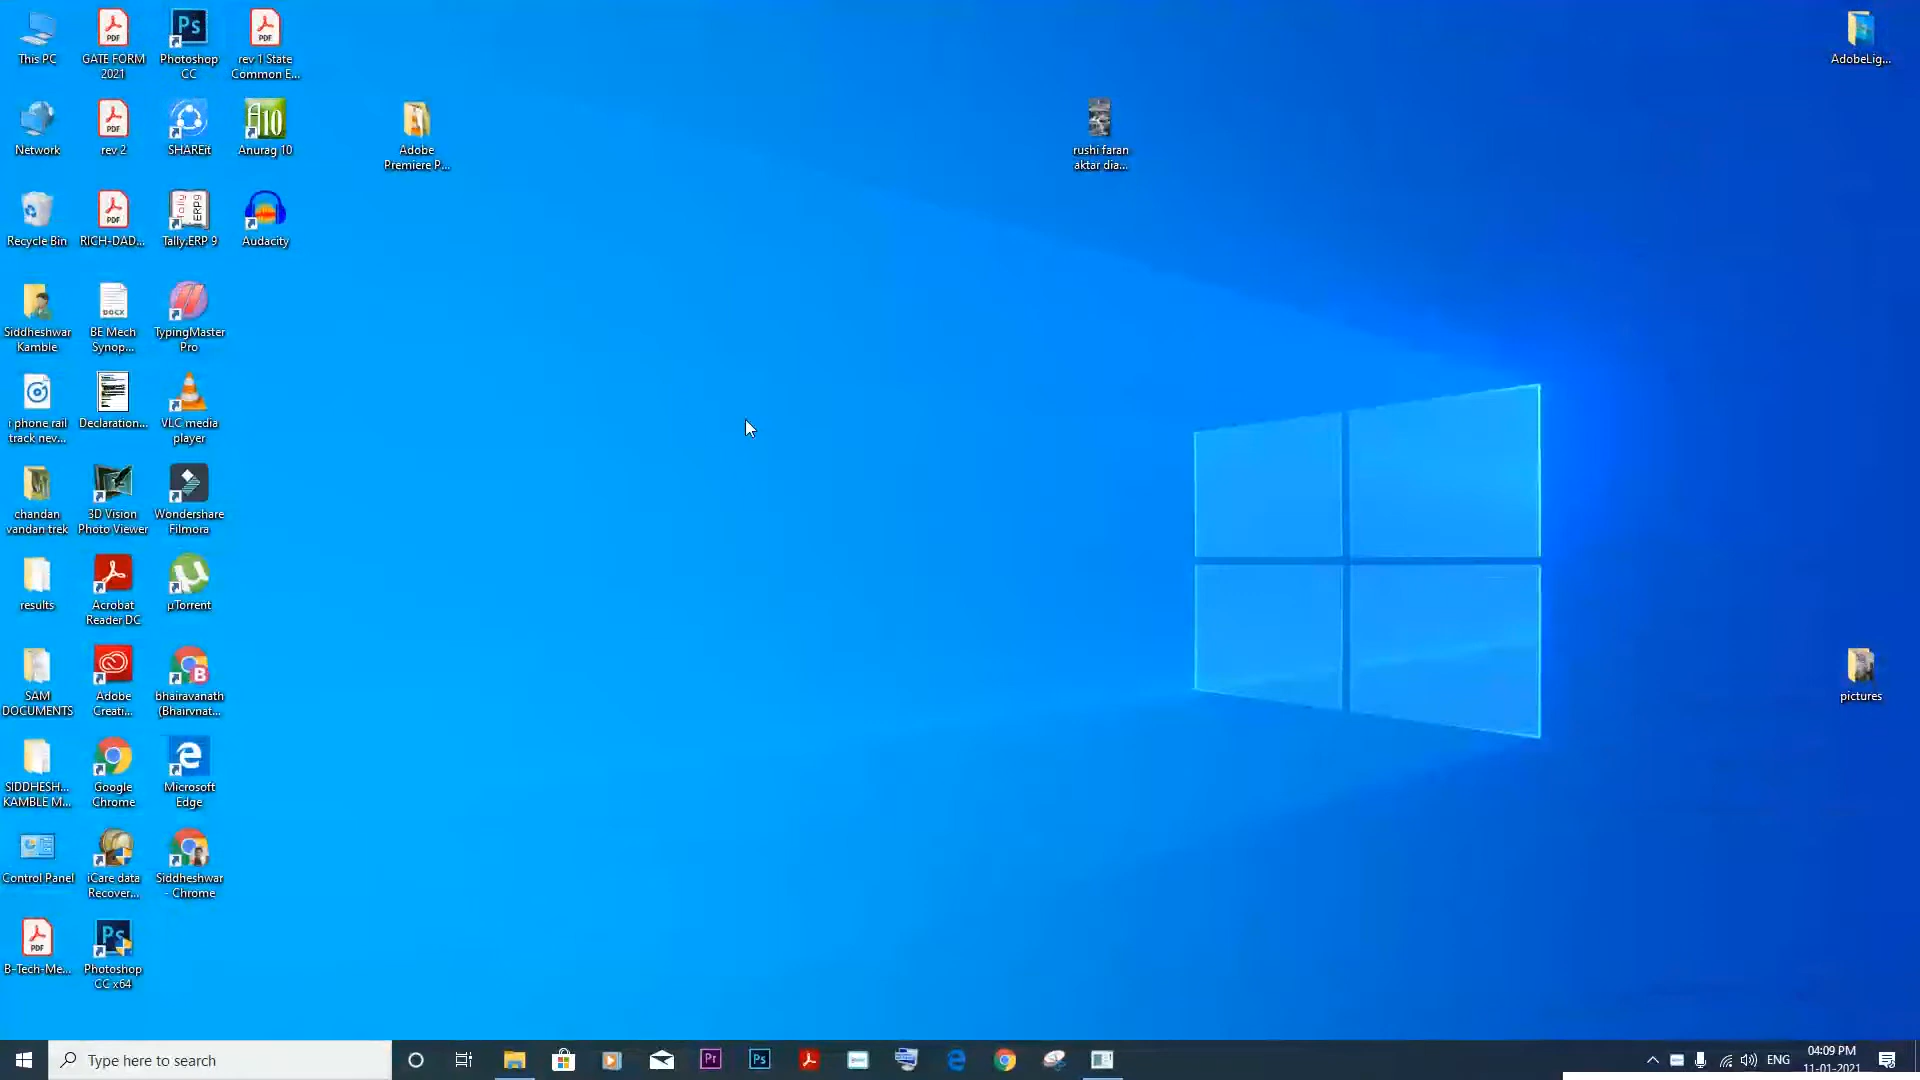 This PC
GATE FORM
2021
Photoshop
CC
rev 1 State
Common E...
AdobeLig...
Network
rev 2
SHAREit
Anurag 10
Adobe
Premiere P...
rushi faran
aktar dia...
Recycle Bin
RICH-DAD...
Tally.ERP 9
Audacity
Siddheshwar
Kamble
BE Mech
Synop...
TypingMaster
Pro
i phone rail
track nev...
Declaration...
VLC media
player
chandan
vandan trek
3D Vision
Photo Viewer
Wondershare
Filmora
results
Acrobat
Reader DC
µTorrent
SAM
DOCUMENTS
Adobe
Creati...
bhairavanath
(Bhairvnat...
pictures
SIDDHESH...
KAMBLE M...
Google
Chrome
Microsoft
Edge
Control Panel
iCare data
Recover...
Siddheshwar
- Chrome
B-Tech-Me...
Photoshop
CC x64
Type here to search
ENG
04:09 PM
11-01-2021